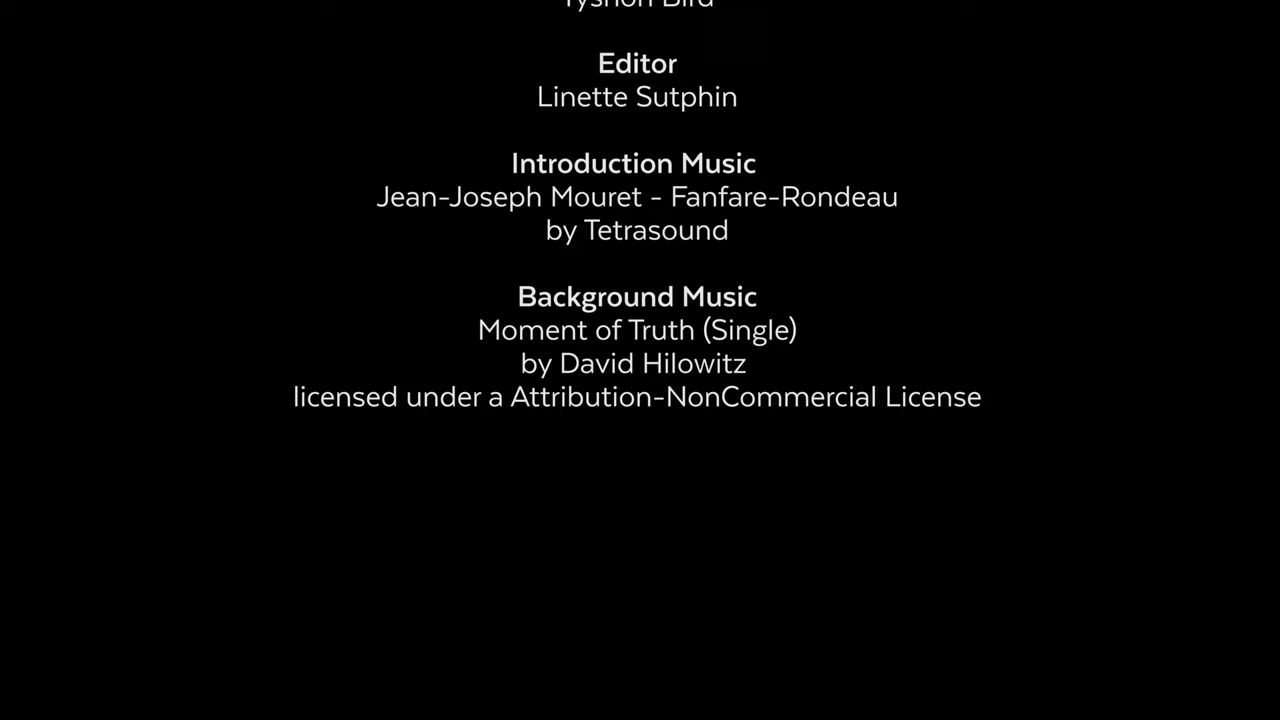 Bird
Editor
Linette Sutphin
Introduction Music
Jean-Joseph Mouret - Fanfare-Rondeau
by Tetrasound
Background Music
Moment of Truth (Single)
by David Hilowitz
licensed under a Attribution-NonCommercial License